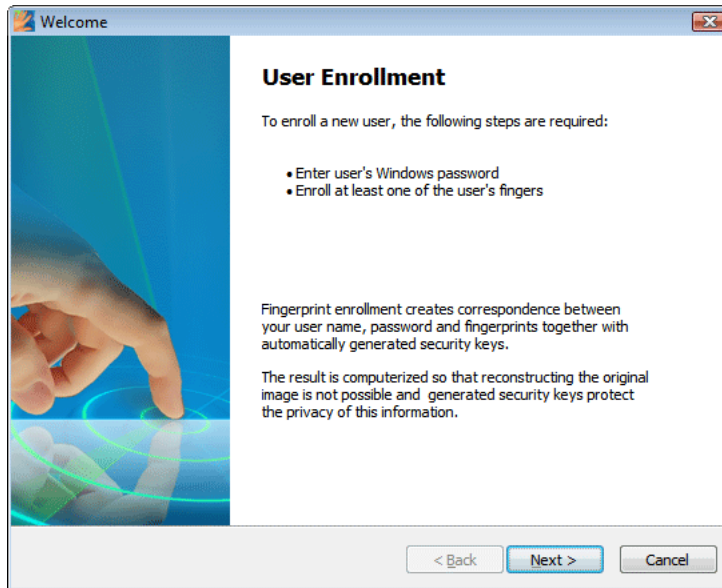 Welcome
User Enrollment
To enroll a new user, the following steps are required:
• Enter user's Windows password
• Enroll at least one of the user's fingers
Fingerprint enrollment creates correspondence between
your user name, password and fingerprints together with
automatically generated security keys.
The result is computerized so that reconstructing the original
image is not possible and  generated security keys protect
the privacy of this information.
< Back
Next >
Cancel